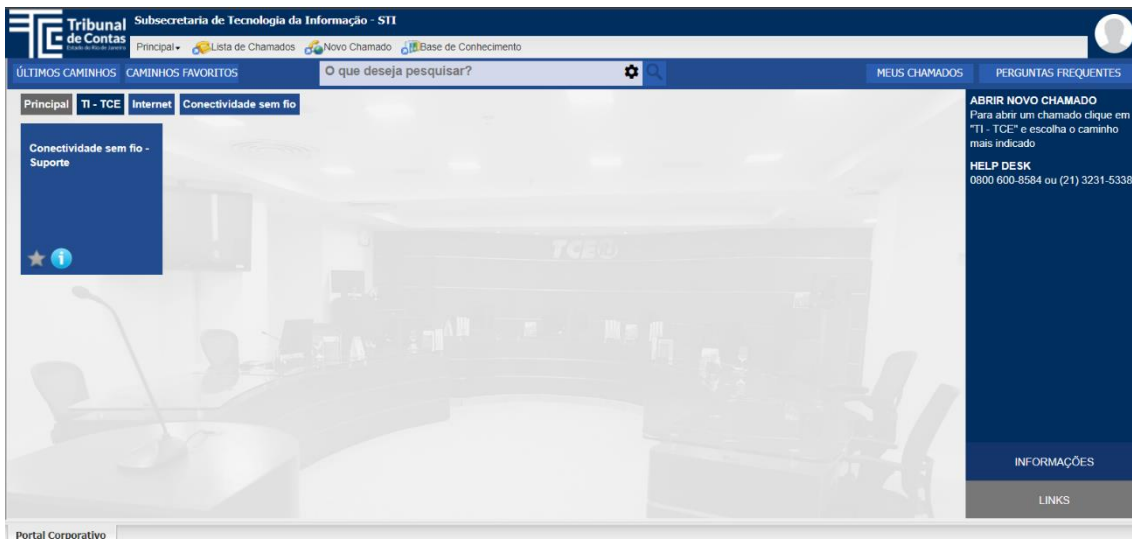 Tribunal
de Contas
Estado do Rio de Janeiro
Subsecretaria de Tecnologia da Informação - STI
Principal Lista de Chamados Novo Chamado Base de Conhecimento
ÚLTIMOS CAMINHOS CAMINHOS FAVORITOS O que deseja pesquisar? MEUS CHAMADOS PERGUNTAS FREQUENTES
Principal TI - TCE Internet Conectividade sem fio
Conectividade sem fio -
Suporte
TCE
ABRIR NOVO CHAMADO
Para abrir um chamado clique em
"TI - TCE" e escolha o caminho
mais indicado
HELP DESK
0800 600-8584 ou (21) 3231-5338
INFORMAÇÕES
LINKS
Portal Corporativo